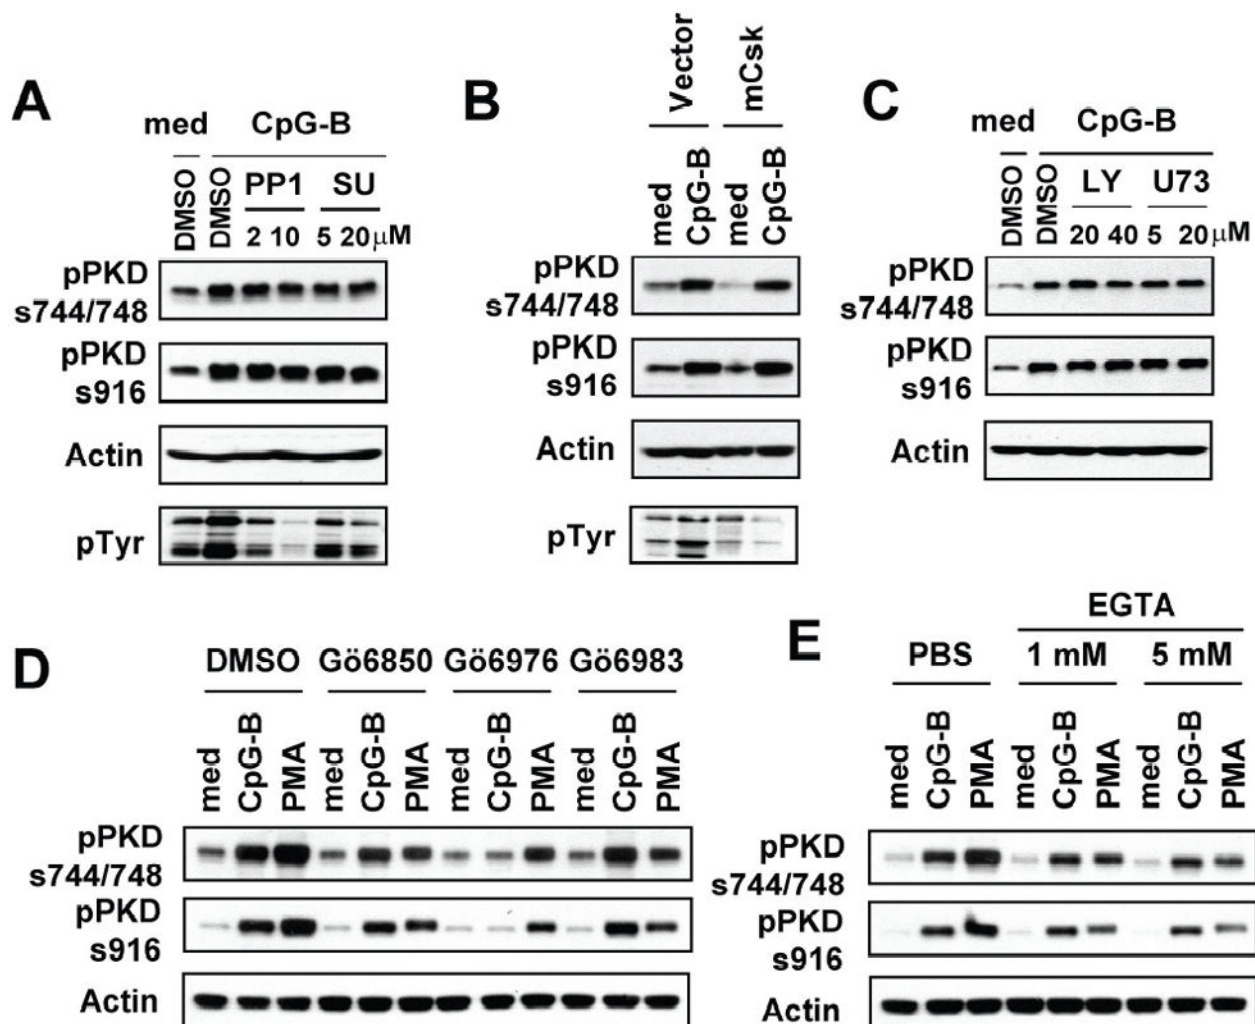 A
med CpG-B
DMSO DMSO PP1 SU
2 10 5 20 μM
pPKD
s744/748
pPKD
s916
Actin
pTyr
B
Vector mCsk
med CpG-B med CpG-B
pPKD
s744/748
pPKD
s916
Actin
pTyr
C
med CpG-B
DMSO DMSO LY U73
20 40 5 20 μM
pPKD
s744/748
pPKD
s916
Actin
D
DMSO Gö6850 Gö6976 Gö6983
med CpG-B PMA med CpG-B PMA med CpG-B PMA med CpG-B PMA
pPKD
s744/748
pPKD
s916
Actin
E
EGTA
PBS 1 mM 5 mM
med CpG-B PMA med CpG-B PMA med CpG-B PMA
pPKD
s744/748
pPKD
s916
Actin